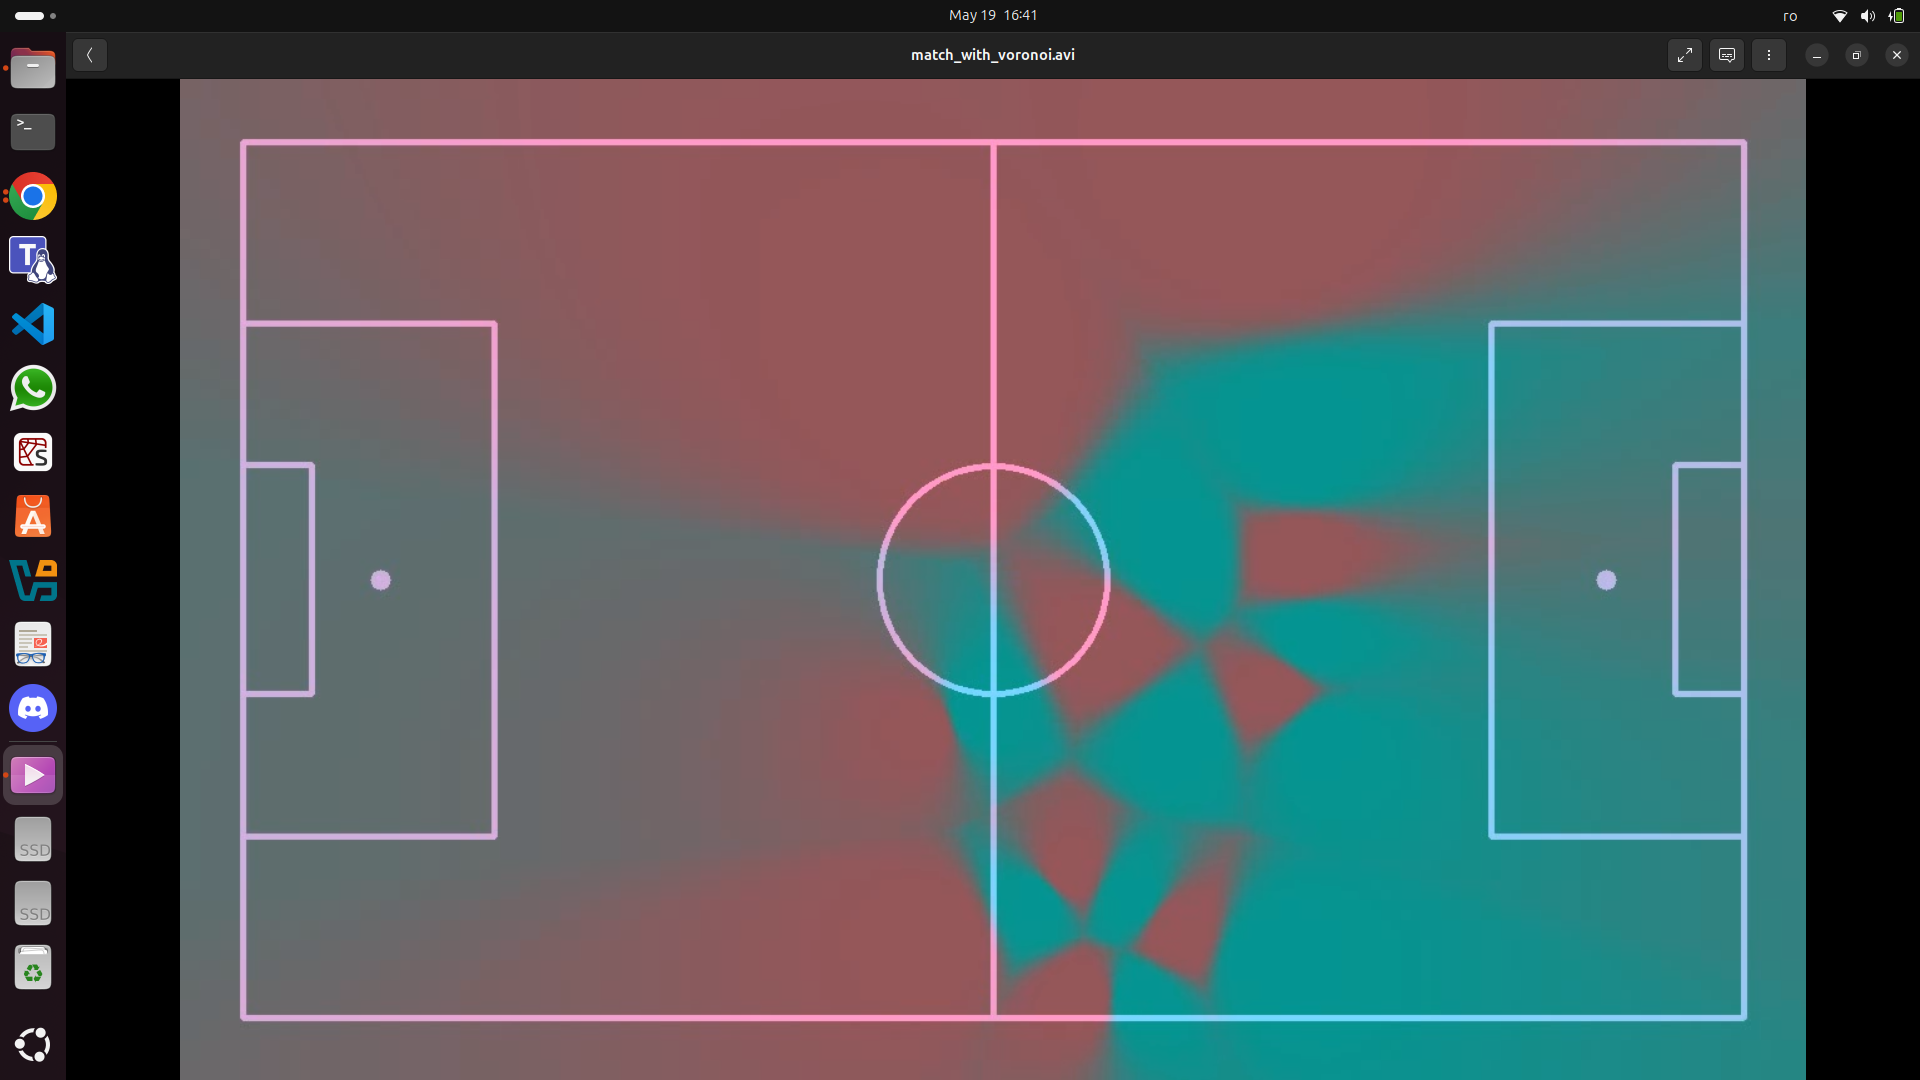 May 19 16:41
ro
match_with_voronoi.avi
>_
T
S
A
SSD
SSD